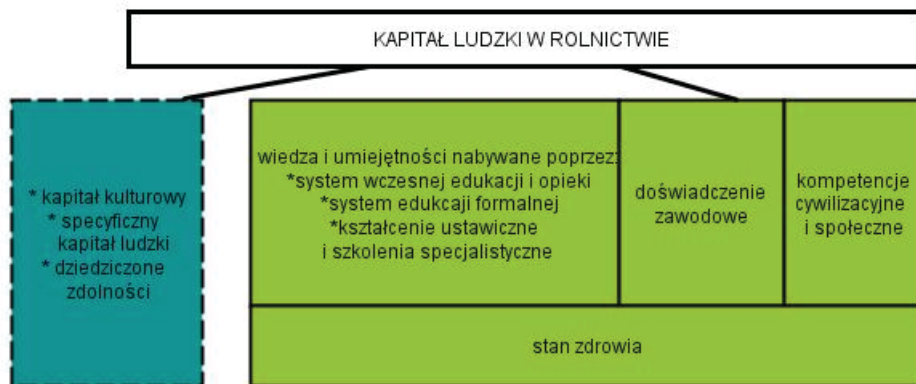 KAPITAŁ LUDZKI W ROLNICTWIE
* kapitał kulturowy
* specyficzny
kapitał ludzki
* dziedziczone
zdolności
wiedza i umiejętności nabywane poprzez:
*system wczesnej edukacji i opieki
*system edukcaji formalnej
*kształcenie ustawiczne
i szkolenia specjalistyczne
doświadczenie
zawodowe
kompetencje
cywilizacyjne
i społeczne
stan zdrowia